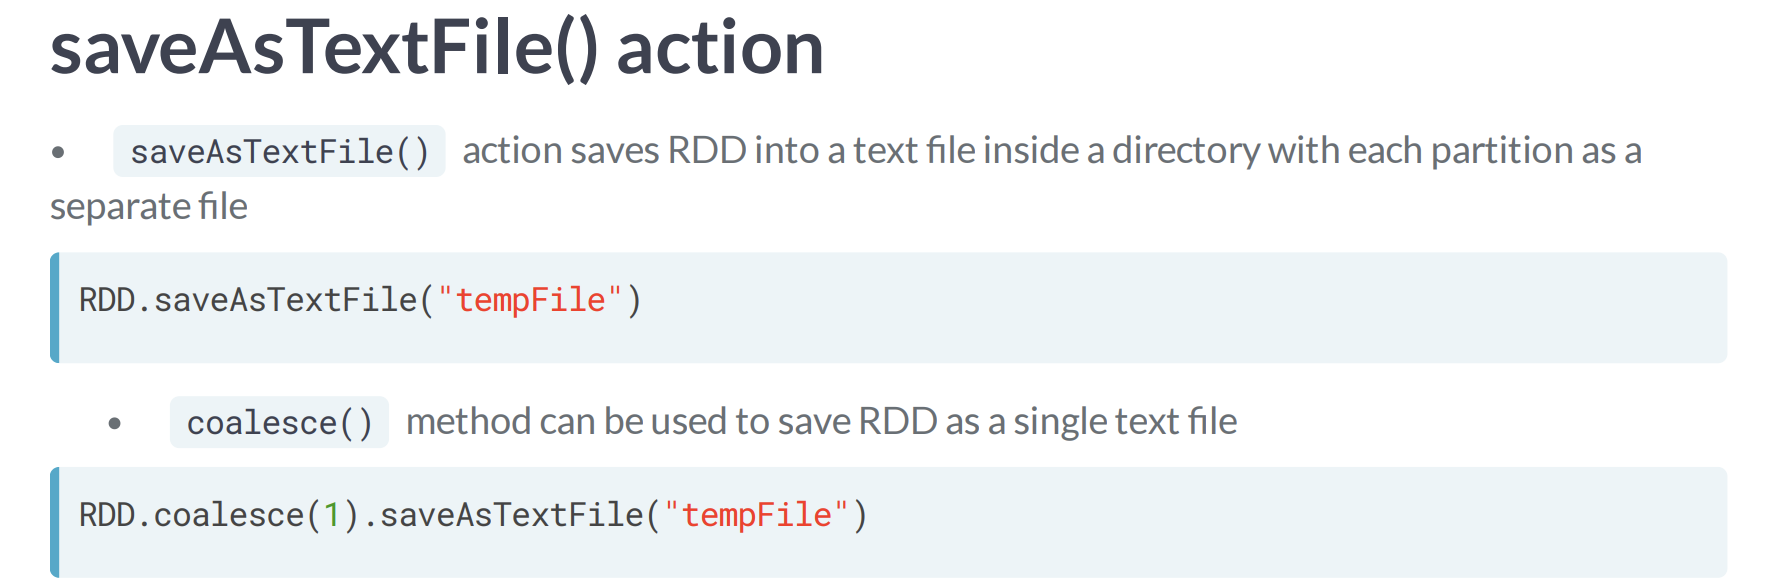 saveAsTextFile() action
• saveAsTextFile() action saves RDD into a text file inside a directory with each partition as a
separate file
RDD.saveAsTextFile("tempFile")
• coalesce() method can be used to save RDD as a single text file
RDD.coalesce(1).saveAsTextFile("tempFile")